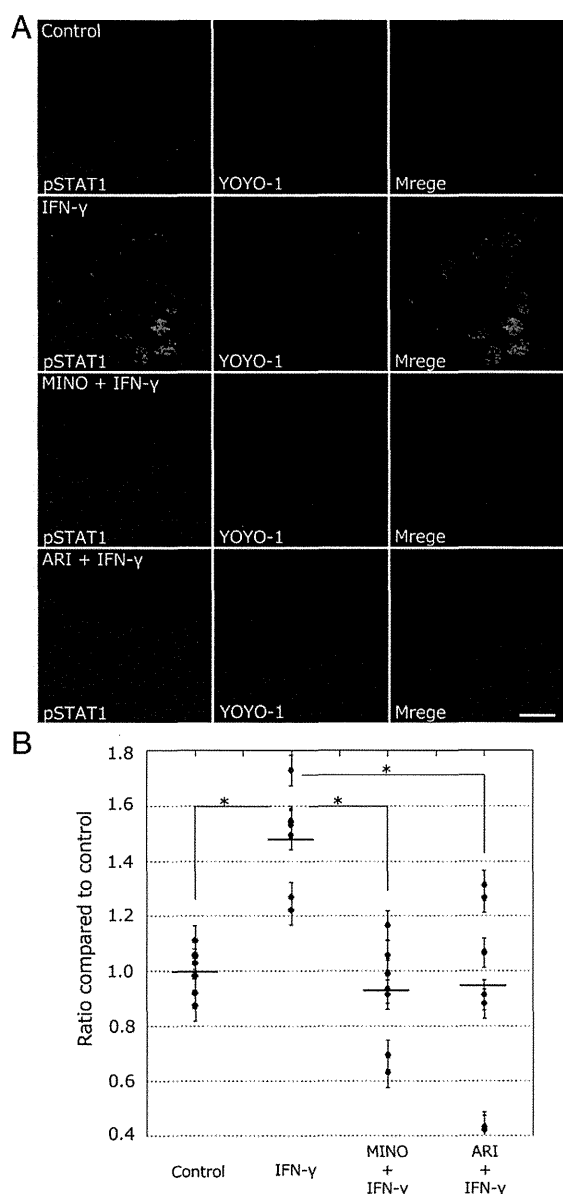 A
Control
pSTAT1 YOYO-1 Mrege
IFN-γ
pSTAT1 YOYO-1 Mrege
MINO + IFN-γ
pSTAT1 YOYO-1 Mrege
ARI + IFN-γ
pSTAT1 YOYO-1 Mrege
B
Ratio compared to control
1.8
1.6
1.4
1.2
1.0
0.8
0.6
0.4
*
*
*
Control
IFN-γ
MINO
+
IFN-γ
ARI
+
IFN-γ